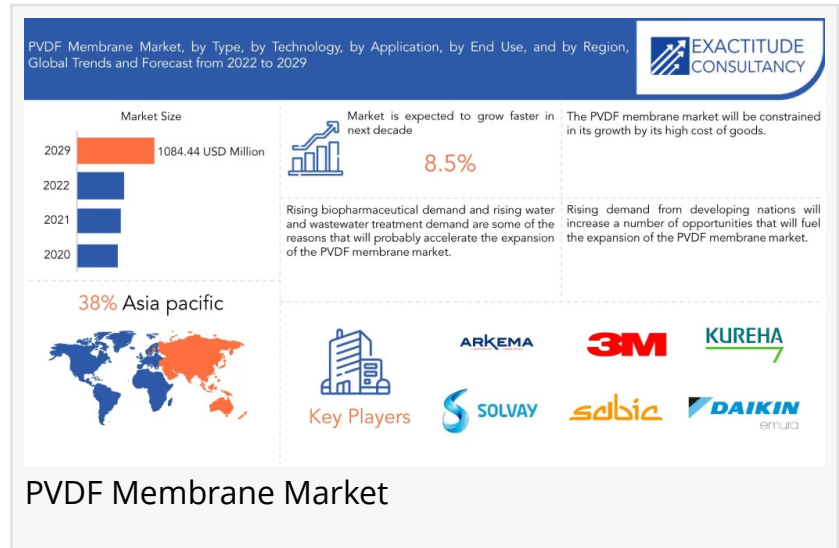 PVDF Membrane Market, by Type, by Technology, by Application, by End Use, and by Region,
Global Trends and Forecast from 2022 to 2029
EXACTITUDE
CONSULTANCY
Market Size
2029
1084.44 USD Million
2022
2021
2020
Market is expected to grow faster in
next decade
8.5%
The PVDF membrane market will be constrained
in its growth by its high cost of goods.
Rising biopharmaceutical demand and rising water
and wastewater treatment demand are some of the
reasons that will probably accelerate the expansion
of the PVDF membrane market.
Rising demand from developing nations will
increase a number of opportunities that will fuel
the expansion of the PVDF membrane market.
38% Asia pacific
Key Players
ARKEMA
3M
KUREHA
SOLVAY
sabic
DAIKIN
emura
PVDF Membrane Market